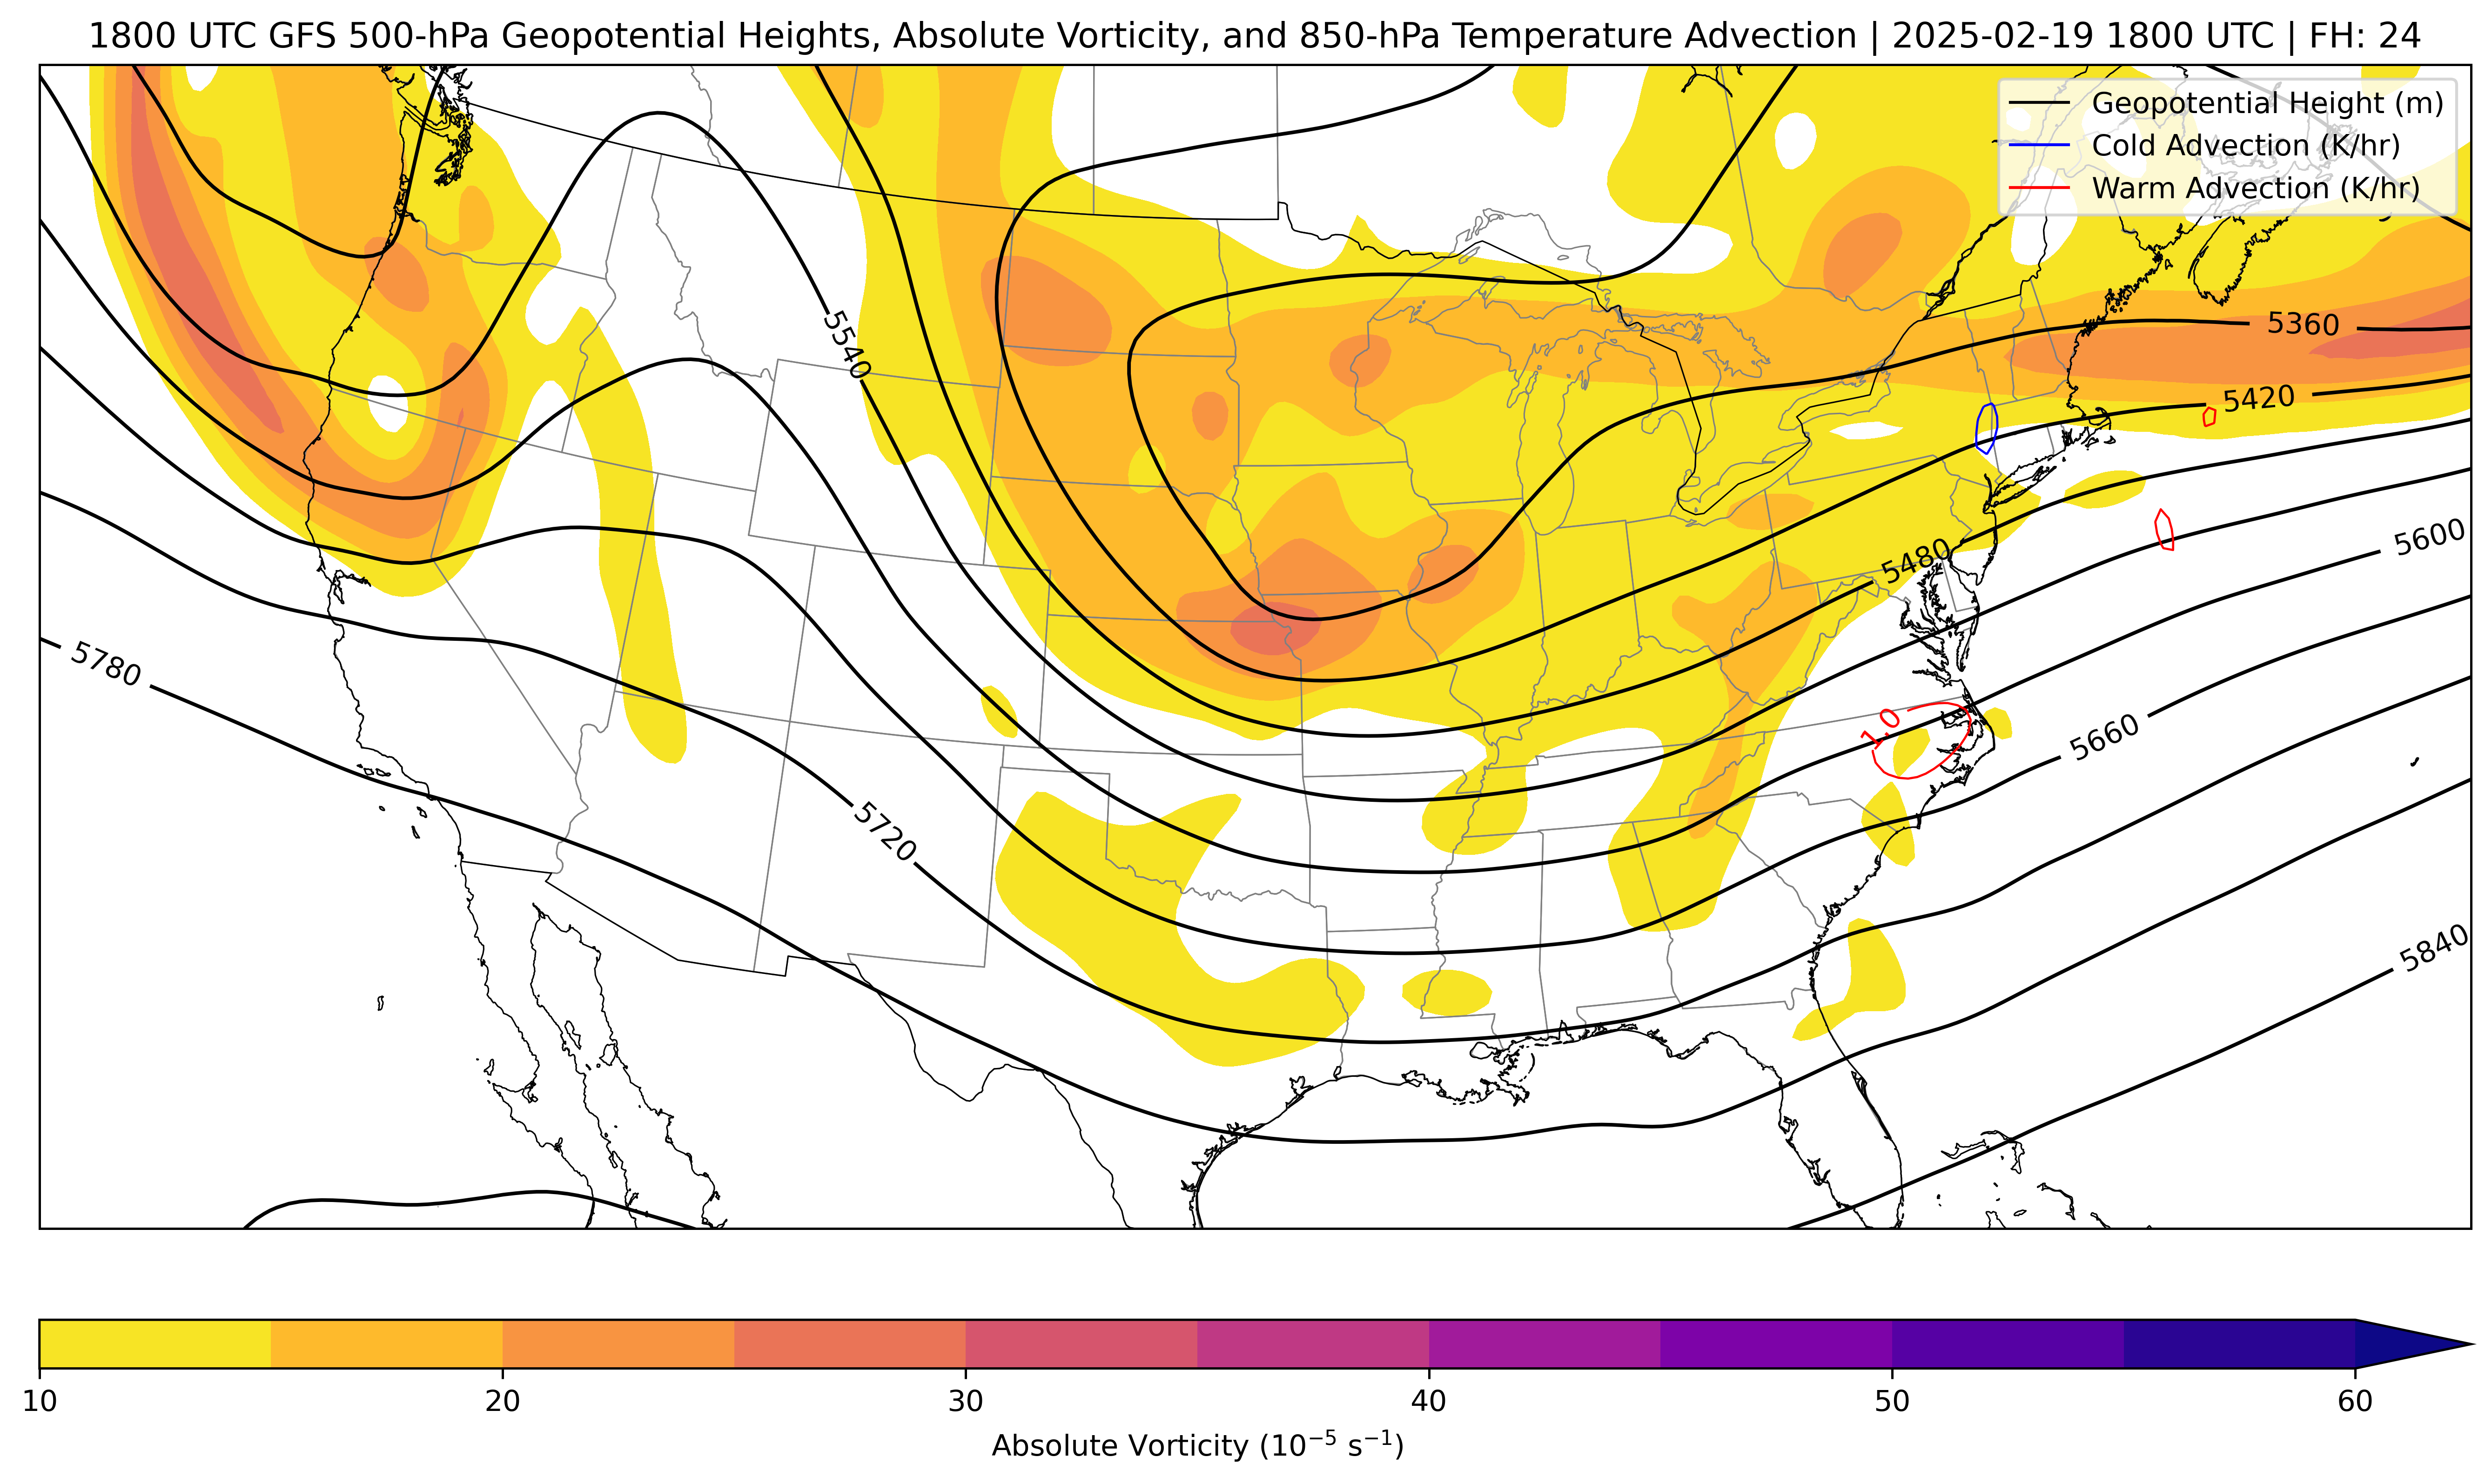 1800 UTC GFS 500-hPa Geopotential Heights, Absolute Vorticity, and 850-hPa Temperature Advection | 2025-02-19 1800 UTC | FH: 24
Geopotential Height (m)
Cold Advection (K/hr)
Warm Advection (K/hr)
5540
5360
5420
5480
5600
5780
5660
1.0
5720
5840
10 20 30 40 50 60
Absolute Vorticity (10⁻⁵ s⁻¹)